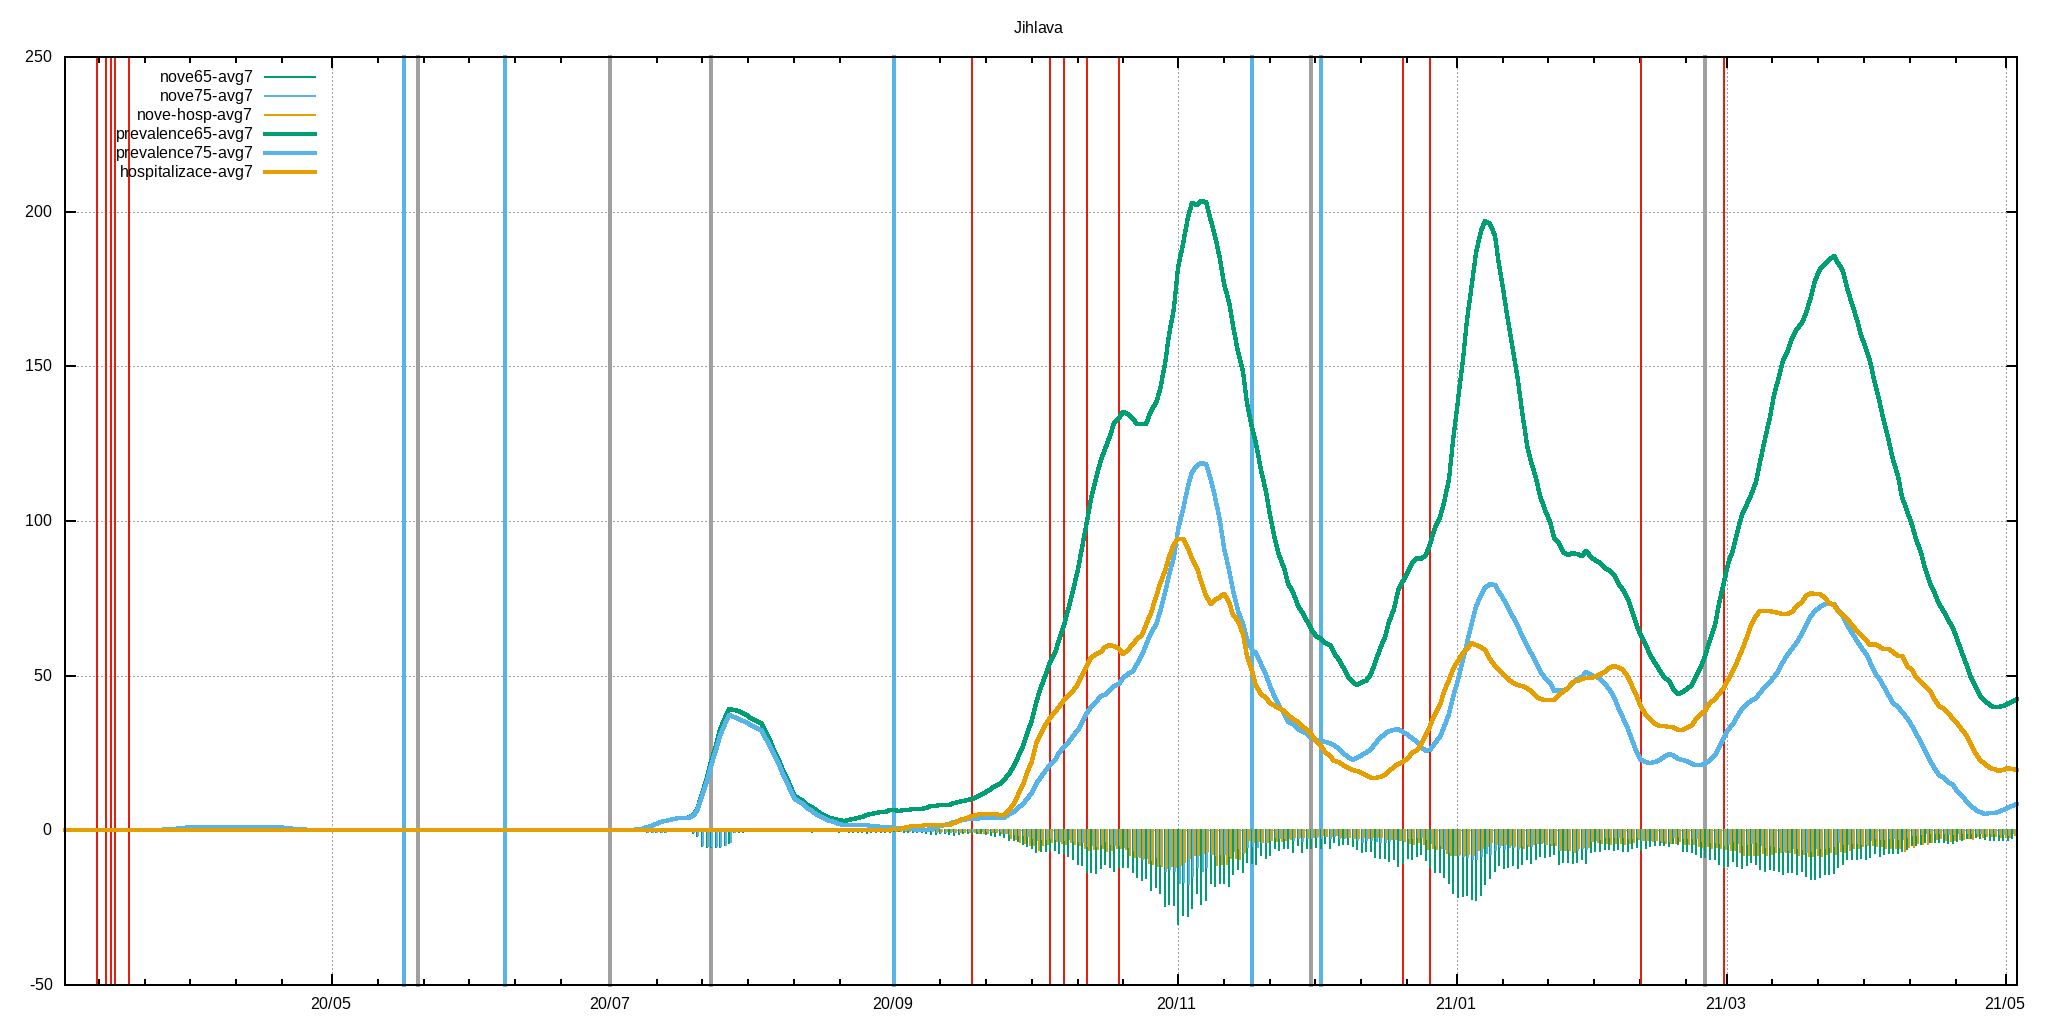 Jihlava
250
200
150
100
50
0
-50
nove65-avg7
nove75-avg7
nove-hosp-avg7
prevalence65-avg7
prevalence75-avg7
hospitalizace-avg7
20/05
20/07
20/09
20/11
21/01
21/03
21/05